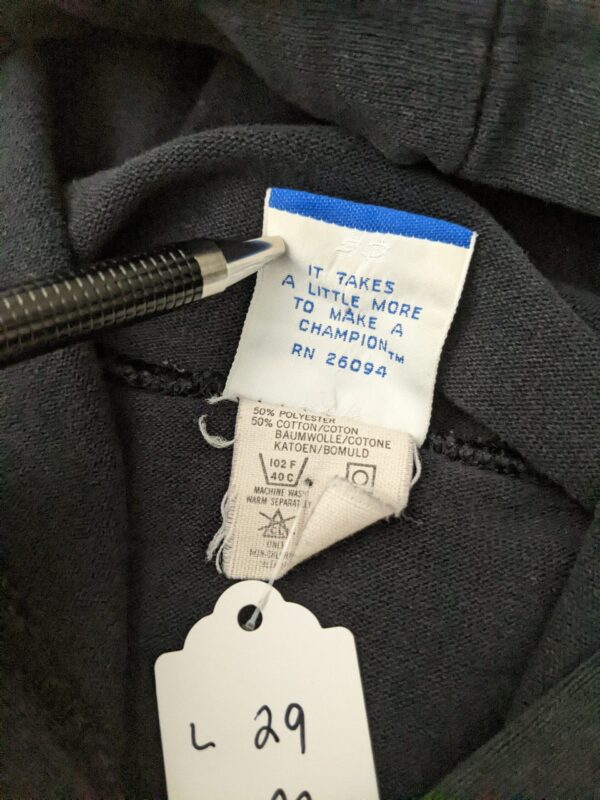 IT TAKES
A LITTLE MORE
TO MAKE A
CHAMPION™
RN 26094
50% POLYESTER
50% COTTON/COTON
BAUMWOLLE/COTONE
KATOEN/BOMULD
102 F
40 C
MACHINE WASH
WARM SEPARATELY
CL
L 29